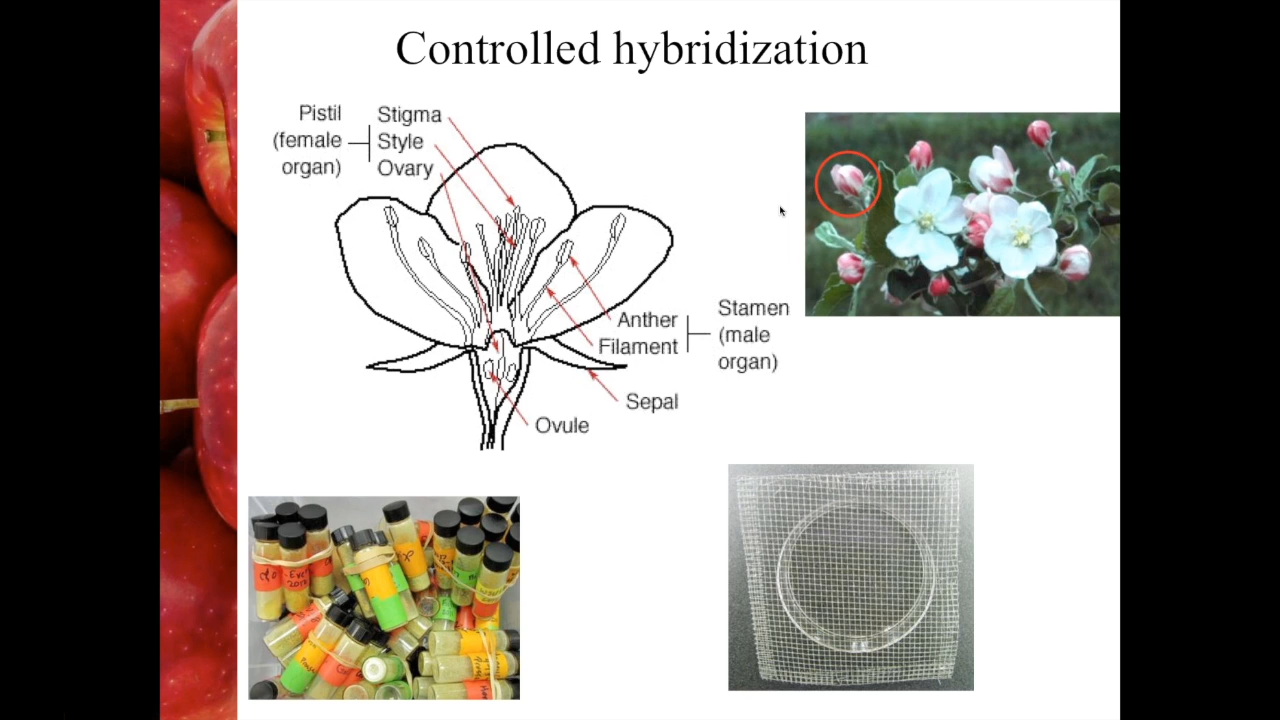 Controlled hybridization
Pistil
(female
organ)
Stigma
Style
Ovary
Anther
Filament
Stamen
(male
organ)
Sepal
Ovule